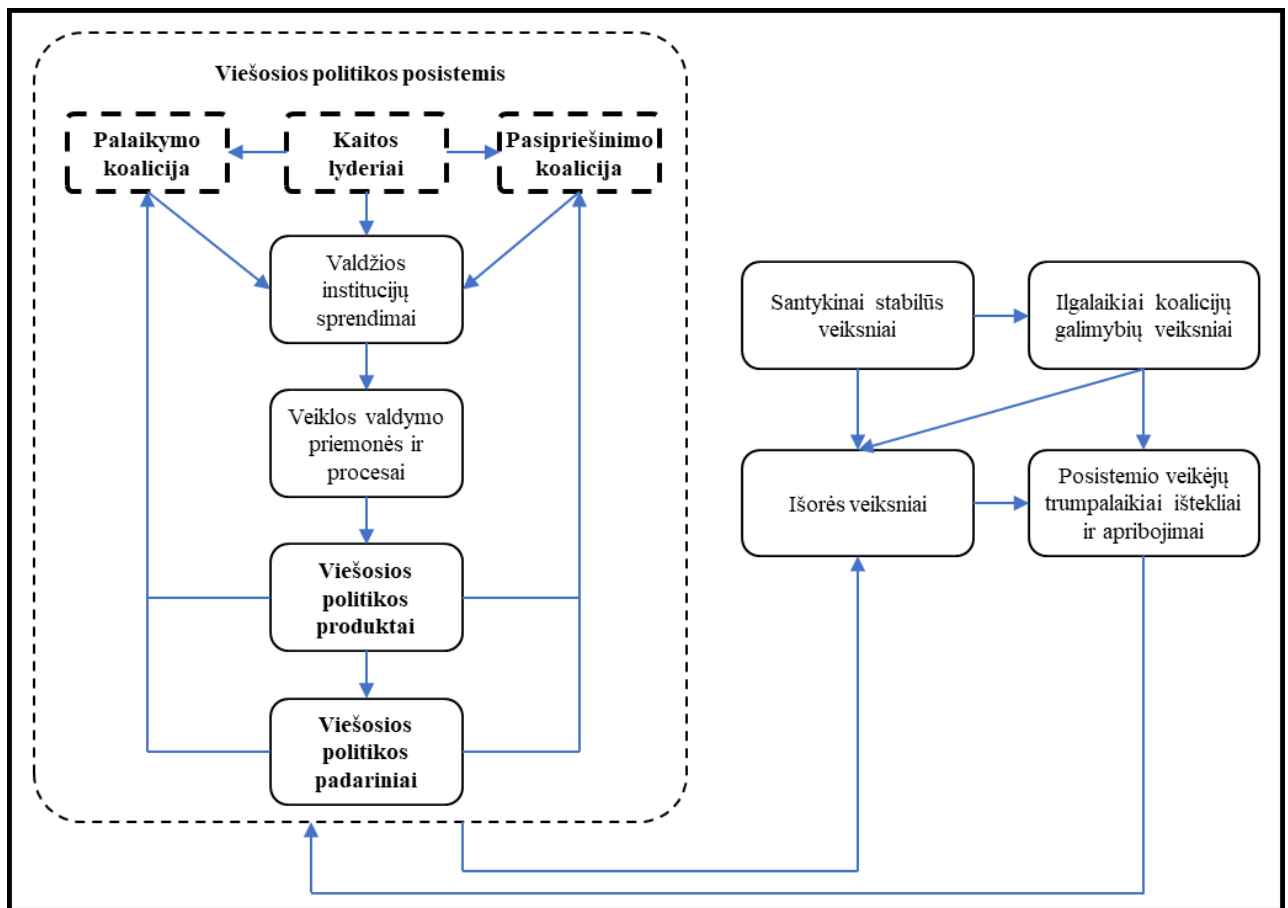 Viešosios politikos posistemis
Palaikymo
koalicija
Kaitos
lyderiai
Pasipriešinimo
koalicija
Valdžios
institucijų
sprendimai
Veiklos valdymo
priemonės ir
procesai
Viešosios
politikos
produktai
Viešosios
politikos
padariniai
Santykinai stabilūs
veiksniai
Ilgalaikiai koalicijų
galimybių veiksniai
Išorės veiksniai
Posistemio veikėjų
trumpalaikiai ištekliai
ir apribojimai